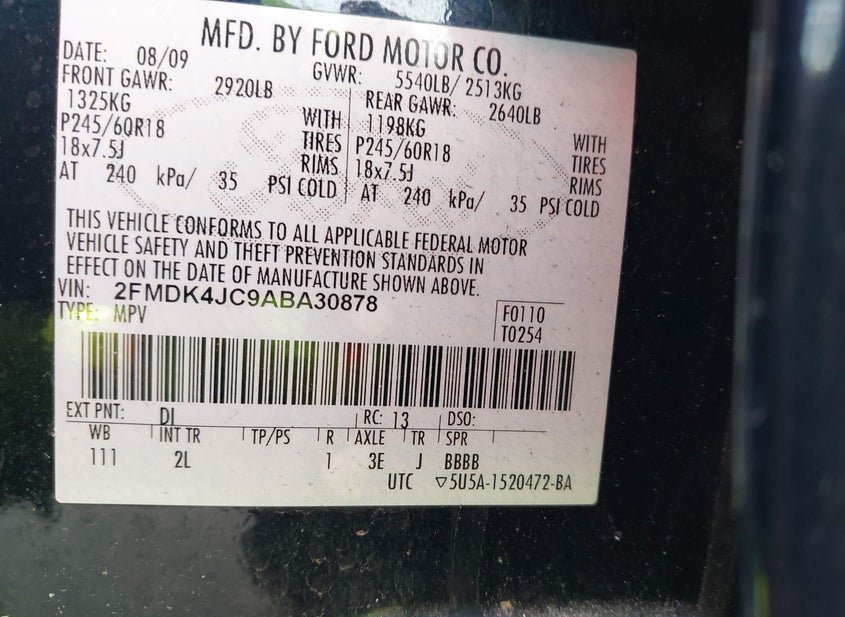 MFD. BY FORD MOTOR CO.
DATE: 08/09 GVWR: 5540LB/ 2513KG
FRONT GAWR: 2920LB REAR GAWR: 2640LB
1325KG WITH 1198KG WITH
P245/60R18 TIRES P245/60R18 TIRES
18x7.5J RIMS 18x7.5J RIMS
AT 240 kPa/ 35 PSI COLD AT 240 kPa/ 35 PSI COLD
THIS VEHICLE CONFORMS TO ALL APPLICABLE FEDERAL MOTOR
VEHICLE SAFETY AND THEFT PREVENTION STANDARDS IN
EFFECT ON THE DATE OF MANUFACTURE SHOWN ABOVE.
VIN: 2FMDK4JC9ABA30878
TYPE: MPV
F0110
T0254
EXT PNT: DI RC: 13 DSO:
WB INT TR TP/PS R AXLE TR SPR
111 2L 1 3E J BBBB
UTC ▽5U5A-1520472-BA